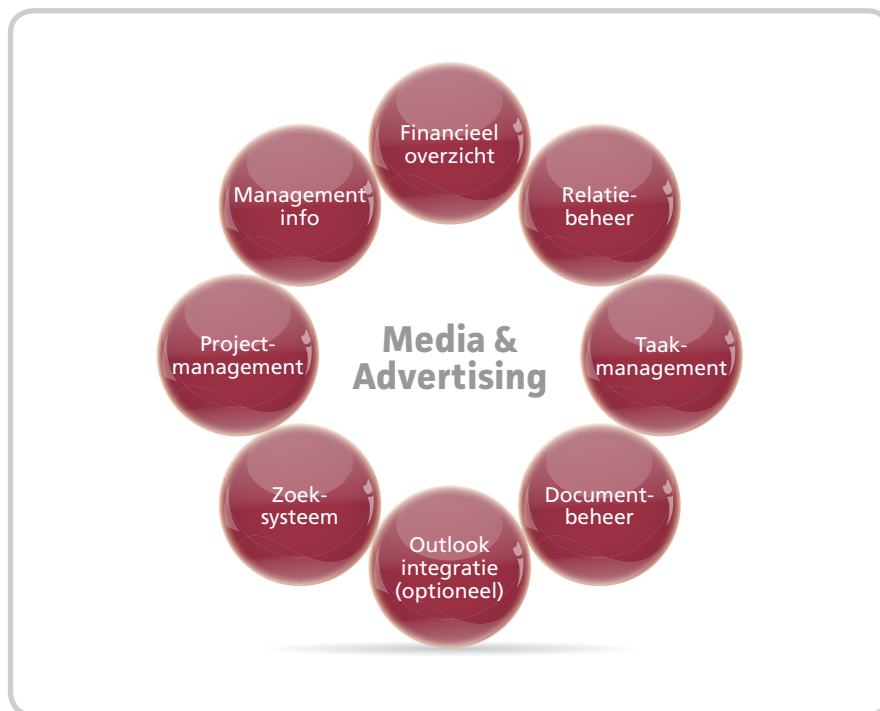 Financieel
overzicht
Relatie-
beheer
Taak-
management
Document-
beheer
Outlook
integratie
(optioneel)
Zoek-
systeem
Project-
management
Management
info
Media &
Advertising